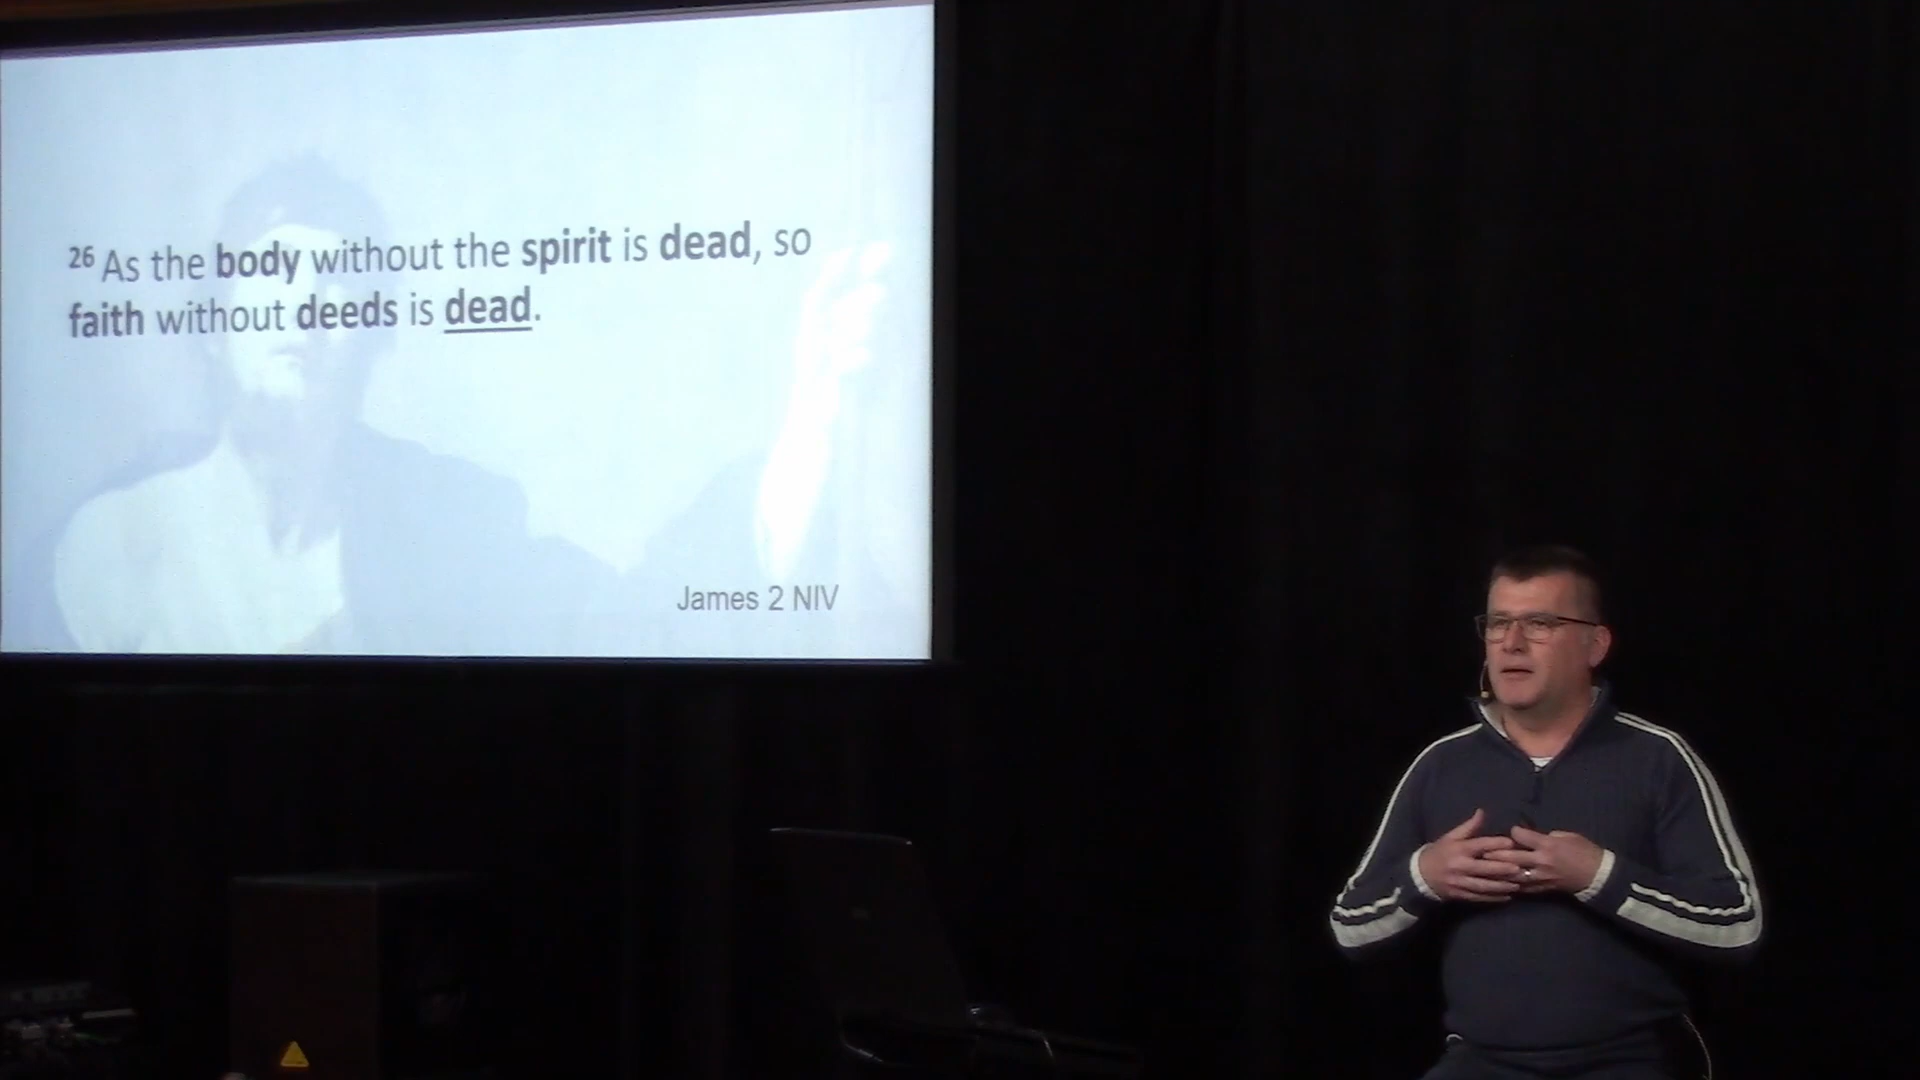 26 As the body without the spirit is dead, so
faith without deeds is dead.
James 2 NIV